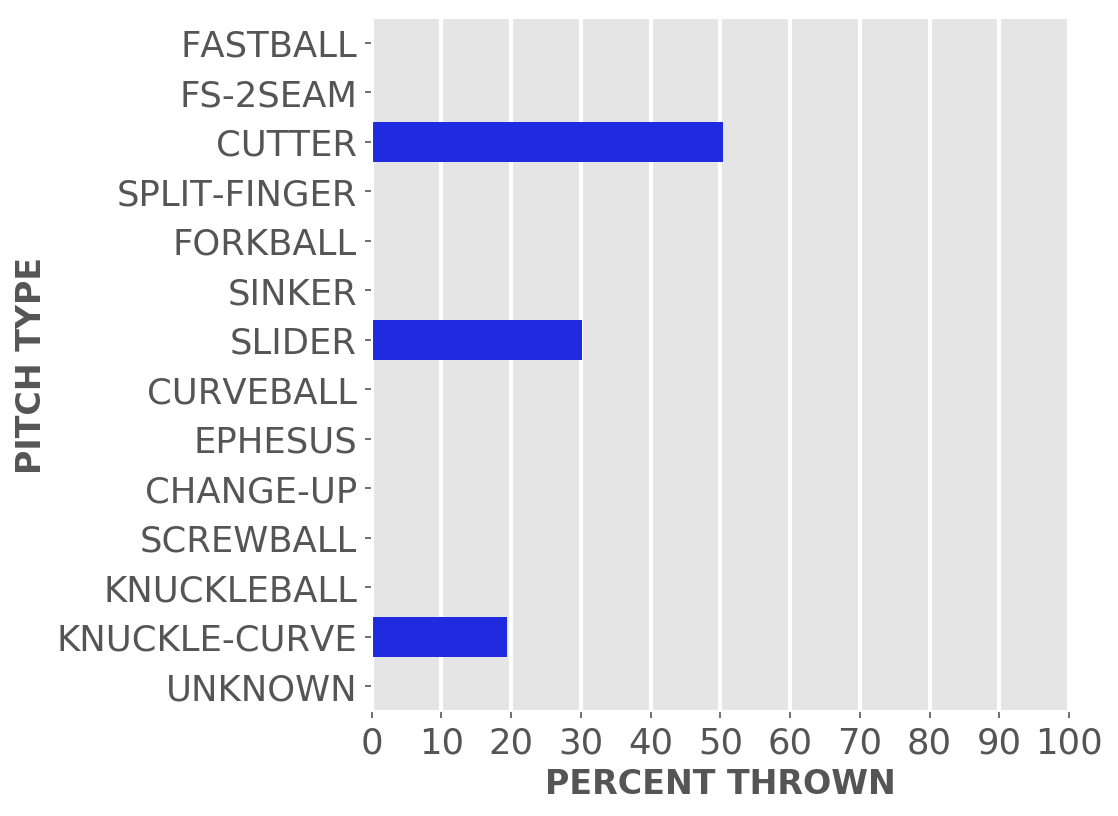 FASTBALL
FS-2SEAM
CUTTER
SPLIT-FINGER
FORKBALL
SINKER
SLIDER
CURVEBALL
EPHESUS
CHANGE-UP
SCREWBALL
KNUCKLEBALL
KNUCKLE-CURVE
UNKNOWN
PITCH TYPE
0 10 20 30 40 50 60 70 80 90 100
PERCENT THROWN